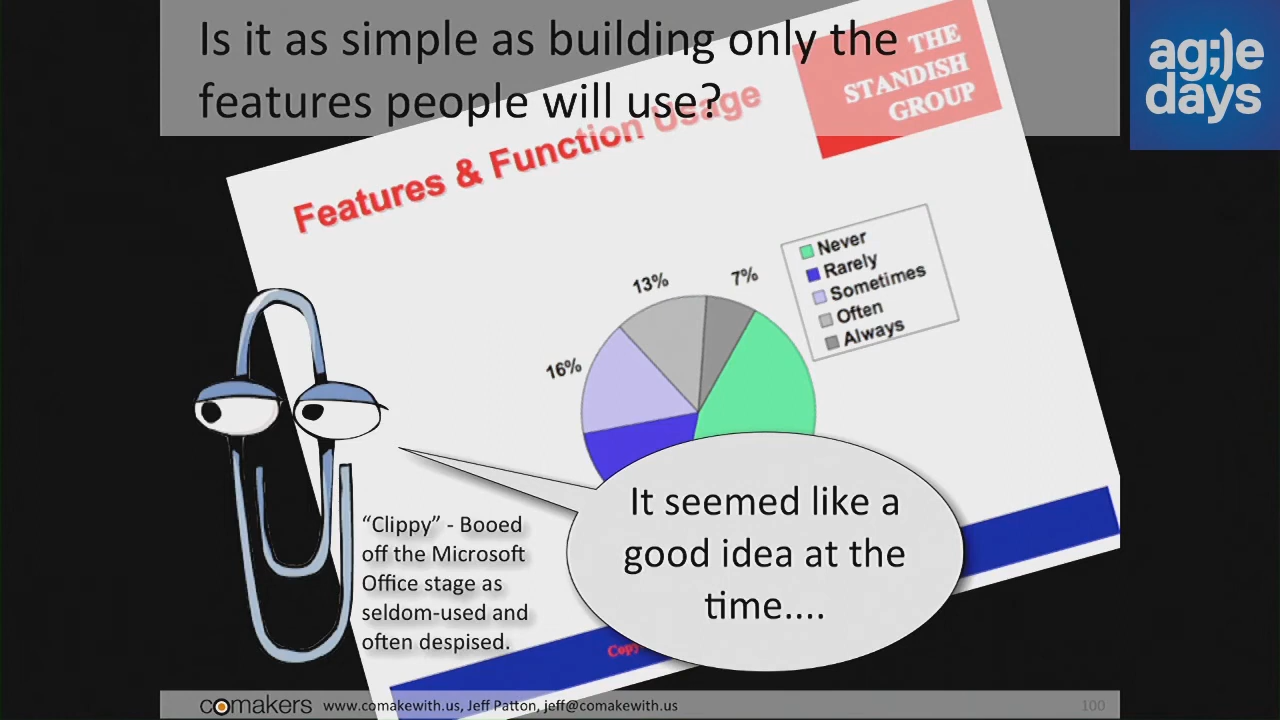 Is it as simple as building only the
features people will use?
THE
STANDISH
GROUP
ag;)e
days
Features & Function Usage
Never
Rarely
Sometimes
Often
Always
13%
7%
16%
It seemed like a
good idea at the
time....
“Clippy” - Booed
off the Microsoft
Office stage as
seldom-used and
often despised.
comakers www.comakewith.us, Jeff Patton, jeff@comakewith.us
100